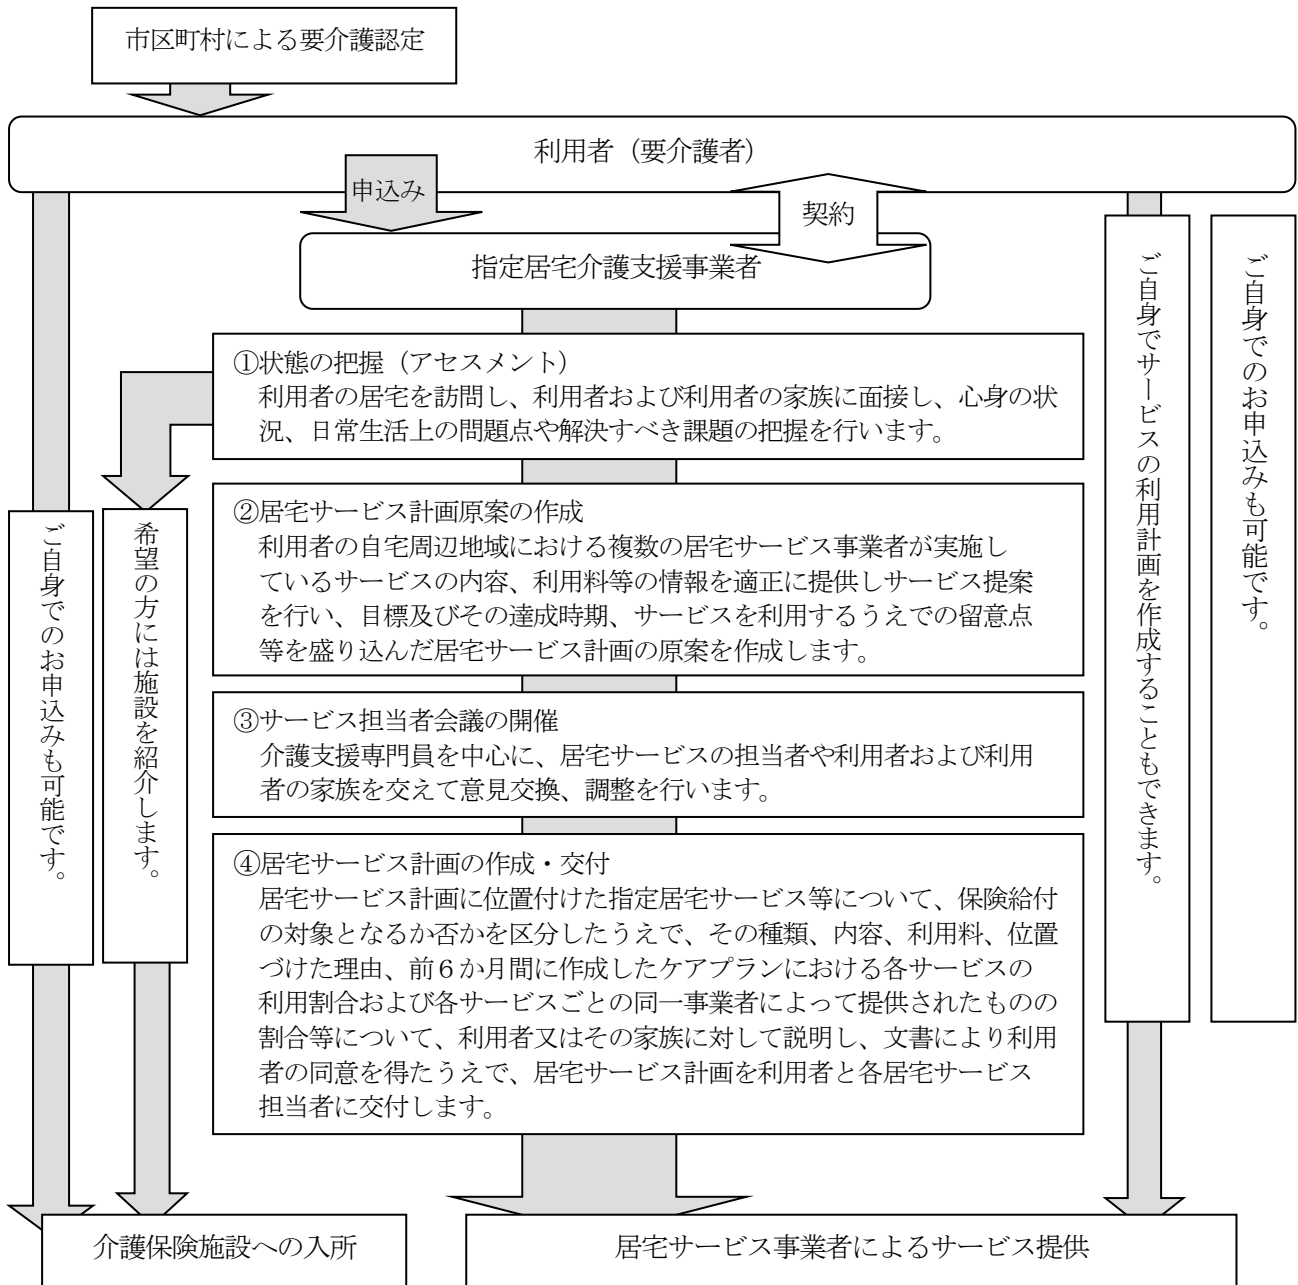 市区町村による要介護認定
利用者（要介護者）
申込み
契約
指定居宅介護支援事業者
①状態の把握（アセスメント）
利用者の居宅を訪問し、利用者および利用者の家族に面接し、心身の状
況、日常生活上の問題点や解決すべき課題の把握を行います。
②居宅サービス計画原案の作成
利用者の自宅周辺地域における複数の居宅サービス事業者が実施し
ているサービスの内容、利用料等の情報を適正に提供しサービス提案
を行い、目標及びその達成時期、サービスを利用するうえでの留意点
等を盛り込んだ居宅サービス計画の原案を作成します。
③サービス担当者会議の開催
介護支援専門員を中心に、居宅サービスの担当者や利用者および利用
者の家族を交えて意見交換、調整を行います。
④居宅サービス計画の作成・交付
居宅サービス計画に位置付けた指定居宅サービス等について、保険給付
の対象となるか否かを区分したうえで、その種類、内容、利用料、位置
づけた理由、前６か月間に作成したケアプランにおける各サービスの
利用割合および各サービスごとの同一事業者によって提供されたものの
割合等について、利用者又はその家族に対して説明し、文書により利用
者の同意を得たうえで、居宅サービス計画を利用者と各居宅サービス
担当者に交付します。
ご自身でのお申込みも可能です。
希望の方には施設を紹介します。
ご自身でサービスの利用計画を作成することもできます。
ご自身でのお申込みも可能です。
介護保険施設への入所
居宅サービス事業者によるサービス提供